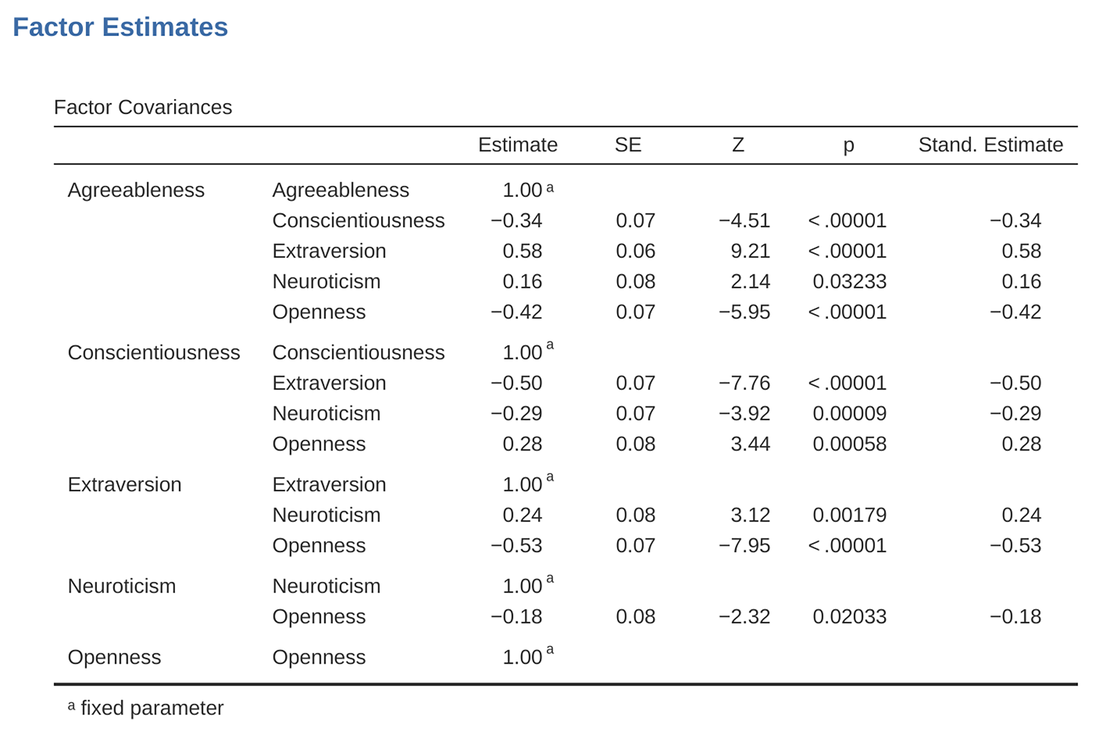 Factor Estimates
Factor Covariances
Estimate SE Z p Stand. Estimate
Agreeableness Agreeableness 1.00 ᵃ
Conscientiousness −0.34 0.07 −4.51 < .00001 −0.34
Extraversion 0.58 0.06 9.21 < .00001 0.58
Neuroticism 0.16 0.08 2.14 0.03233 0.16
Openness −0.42 0.07 −5.95 < .00001 −0.42
Conscientiousness Conscientiousness 1.00 ᵃ
Extraversion −0.50 0.07 −7.76 < .00001 −0.50
Neuroticism −0.29 0.07 −3.92 0.00009 −0.29
Openness 0.28 0.08 3.44 0.00058 0.28
Extraversion Extraversion 1.00 ᵃ
Neuroticism 0.24 0.08 3.12 0.00179 0.24
Openness −0.53 0.07 −7.95 < .00001 −0.53
Neuroticism Neuroticism 1.00 ᵃ
Openness −0.18 0.08 −2.32 0.02033 −0.18
Openness Openness 1.00 ᵃ
ᵃ fixed parameter